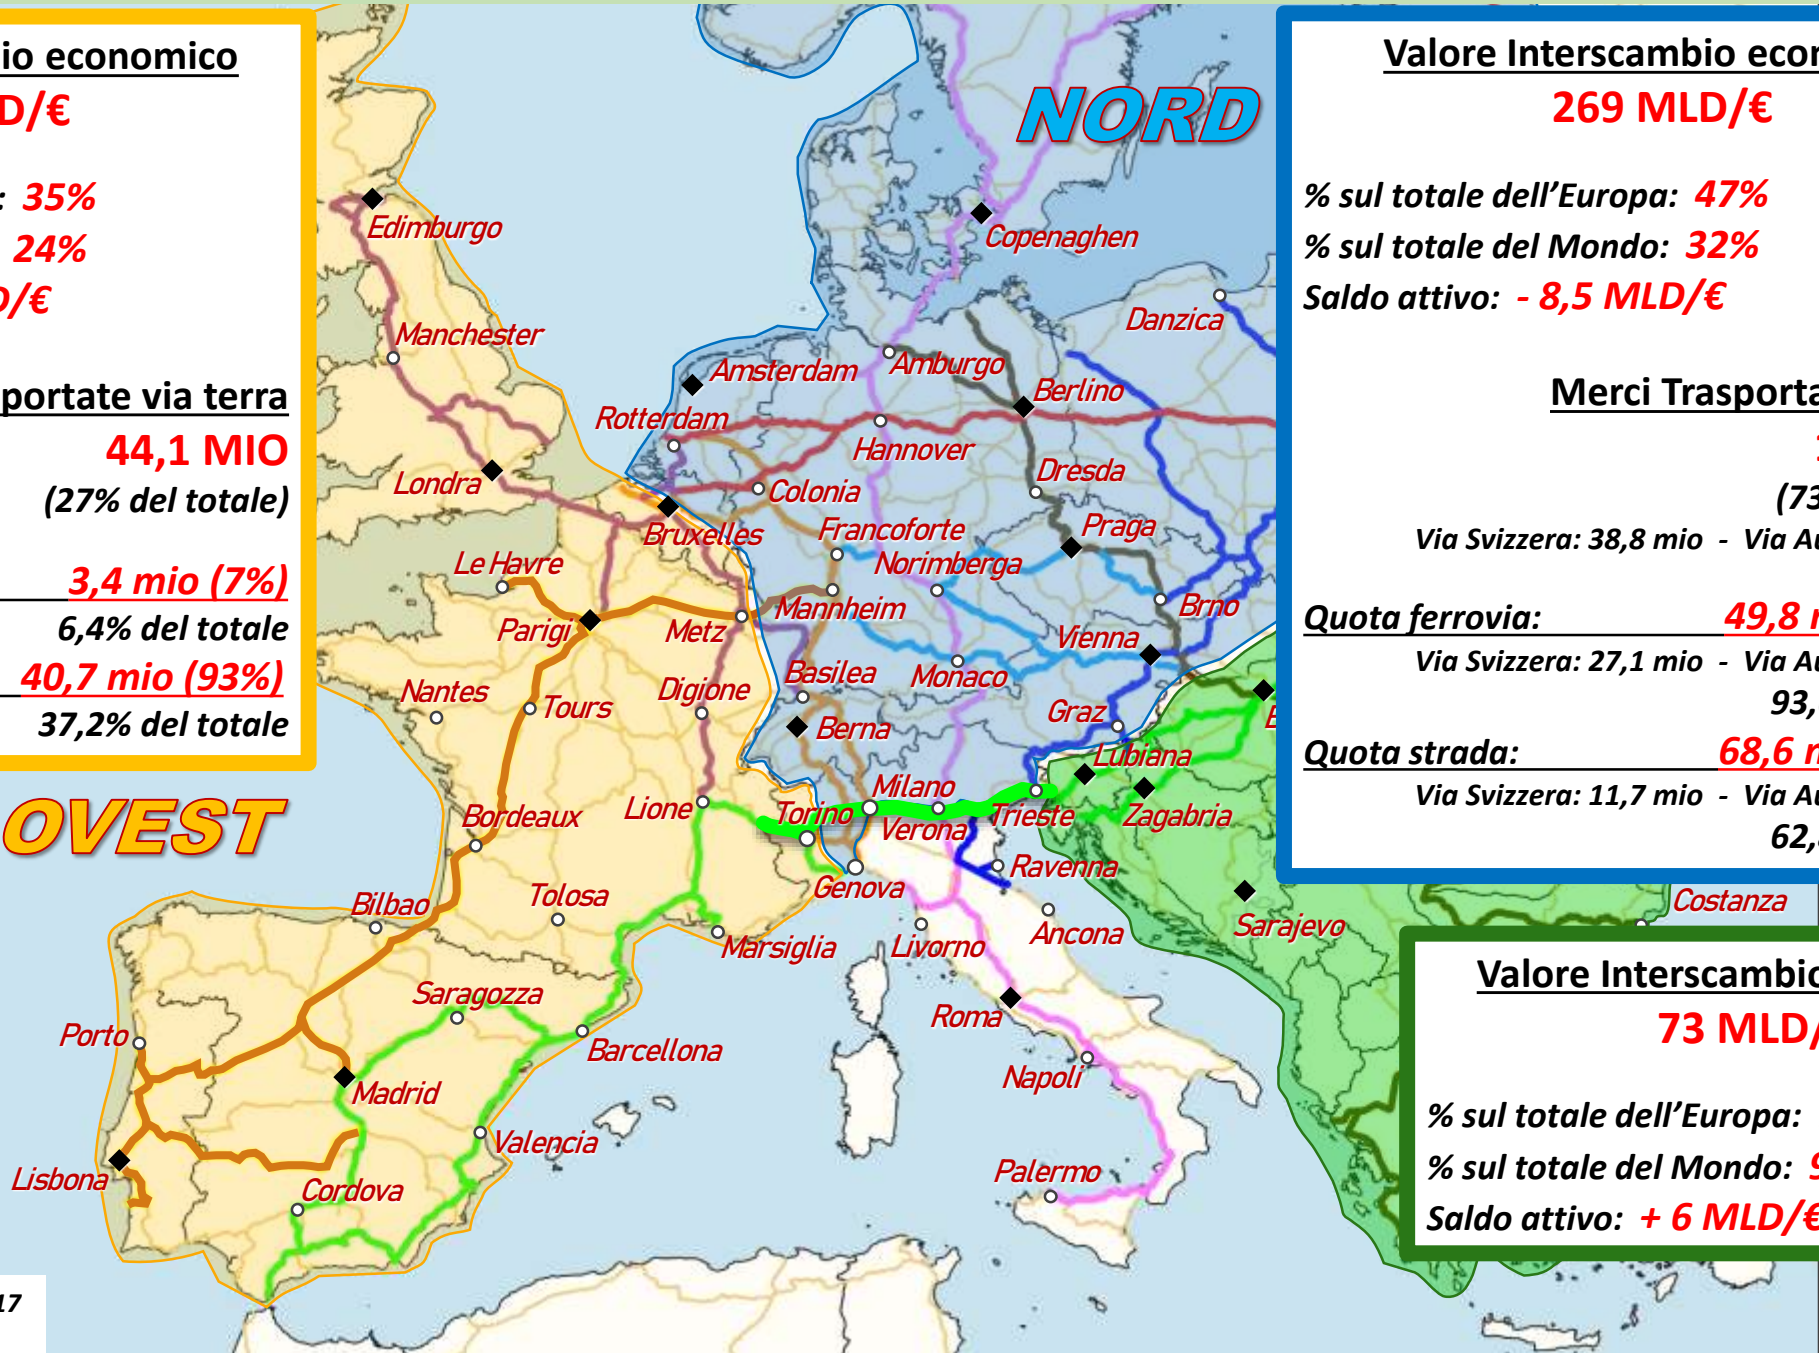 io economico
D/€
: 35%
24%
D/€
portate via terra
44,1 MIO
(27% del totale)
3,4 mio (7%)
6,4% del totale
40,7 mio (93%)
37,2% del totale
OVEST
17
NORD
Valore Interscambio econ
269 MLD/€
% sul totale dell’Europa: 47%
% sul totale del Mondo: 32%
Saldo attivo: - 8,5 MLD/€
Merci Trasporta
(73
Via Svizzera: 38,8 mio - Via Au
Quota ferrovia: 49,8 m
Via Svizzera: 27,1 mio - Via Au
93,
Quota strada: 68,6 m
Via Svizzera: 11,7 mio - Via Au
62,
Valore Interscambio
73 MLD/
% sul totale dell’Europa:
% sul totale del Mondo: 9
Saldo attivo: + 6 MLD/€
Edimburgo
Copenaghen
Manchester
Danzica
Amsterdam
Amburgo
Berlino
Rotterdam
Hannover
Londra
Colonia
Dresda
Bruxelles
Francoforte
Praga
Le Havre
Norimberga
Parigi
Metz
Mannheim
Brno
Vienna
Nantes
Tours
Digione
Basilea
Monaco
Berna
Graz
Lubiana
Bordeaux
Lione
Torino
Milano
Verona
Trieste
Zagabria
Genova
Ravenna
Bilbao
Tolosa
Marsiglia
Livorno
Ancona
Sarajevo
Costanza
Saragozza
Porto
Barcellona
Roma
Madrid
Napoli
Valencia
Lisbona
Cordova
Palermo